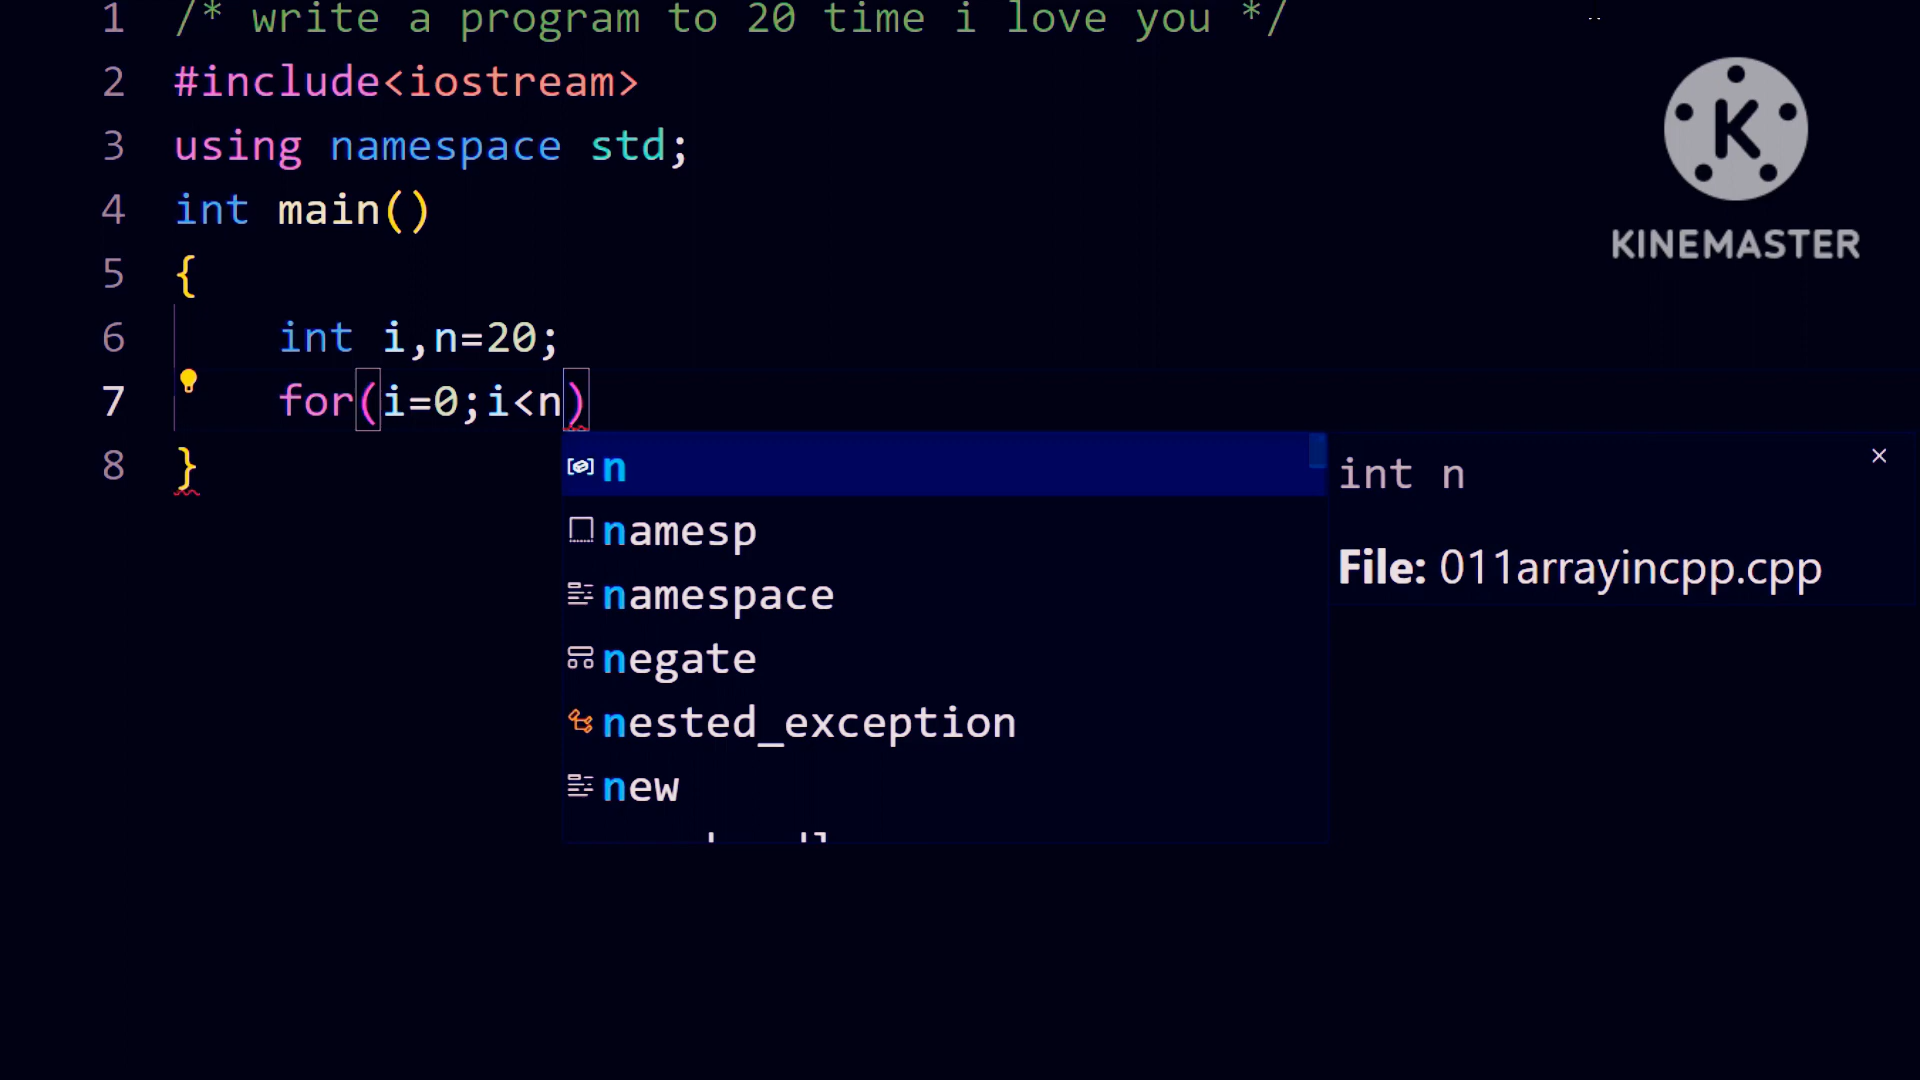 1 /* write a program to 20 time i love you */
2 #include<iostream>
3 using namespace std;
4 int main()
5 {
6 int i,n=20;
7 for(i=0;i<n)
8 }
n
namesp
namespace
negate
nested_exception
new
int n
File: 011arrayincpp.cpp
K
KINEMASTER